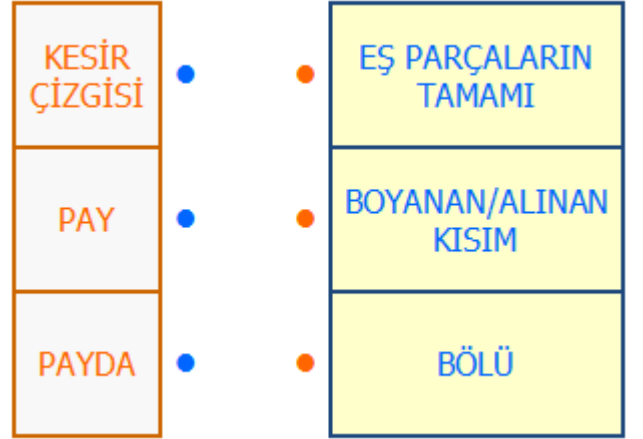 KESİR
ÇİZGİSİ
EŞ PARÇALARIN
TAMAMI
PAY
BOYANAN/ALINAN
KISIM
PAYDA
BÖLÜ